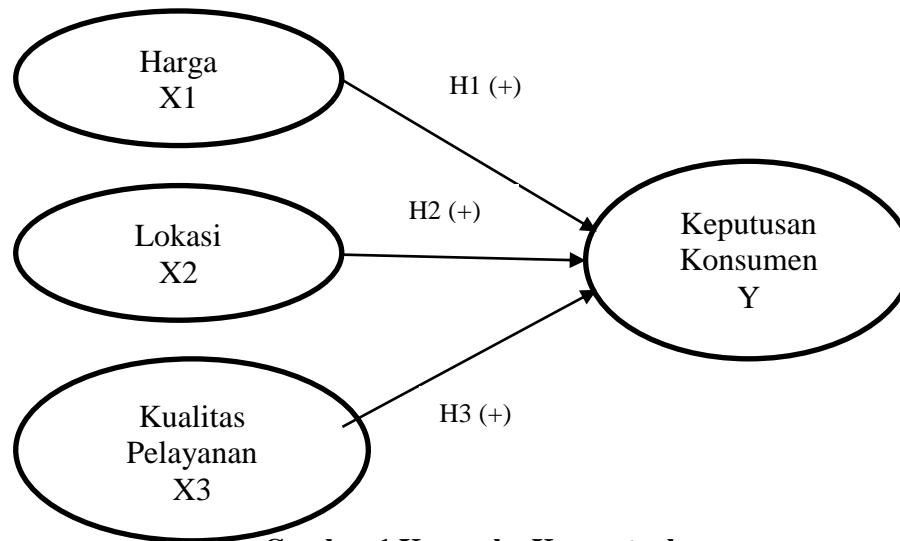 Harga
X1
H1 (+)
Lokasi
X2
H2 (+)
Keputusan
Konsumen
Y
Kualitas
Pelayanan
X3
H3 (+)